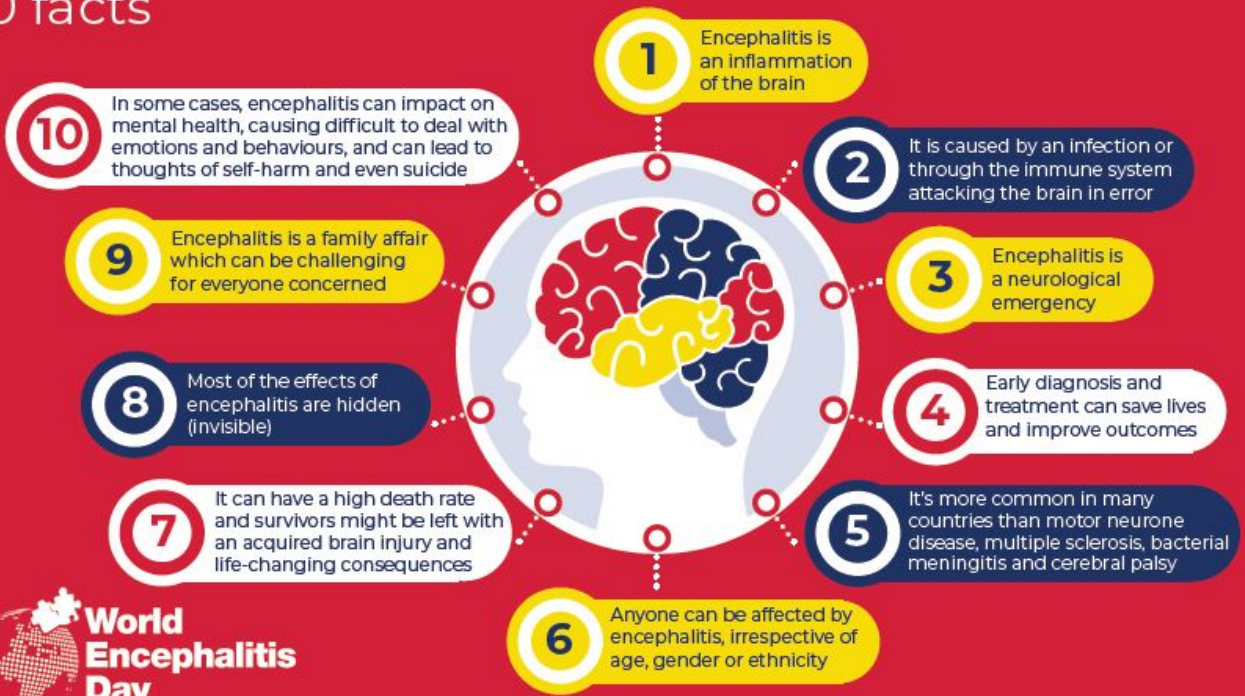 facts
1
Encephalitis is
an inflammation
of the brain
2
It is caused by an infection or
through the immune system
attacking the brain in error
3
Encephalitis is
a neurological
emergency
4
Early diagnosis and
treatment can save lives
and improve outcomes
5
It's more common in many
countries than motor neurone
disease, multiple sclerosis, bacterial
meningitis and cerebral palsy
6
Anyone can be affected by
encephalitis, irrespective of
age, gender or ethnicity
7
It can have a high death rate
and survivors might be left with
an acquired brain injury and
life-changing consequences
8
Most of the effects of
encephalitis are hidden
(invisible)
9
Encephalitis is a family affair
which can be challenging
for everyone concerned
10
In some cases, encephalitis can impact on
mental health, causing difficult to deal with
emotions and behaviours, and can lead to
thoughts of self-harm and even suicide
World
Encephalitis
Day